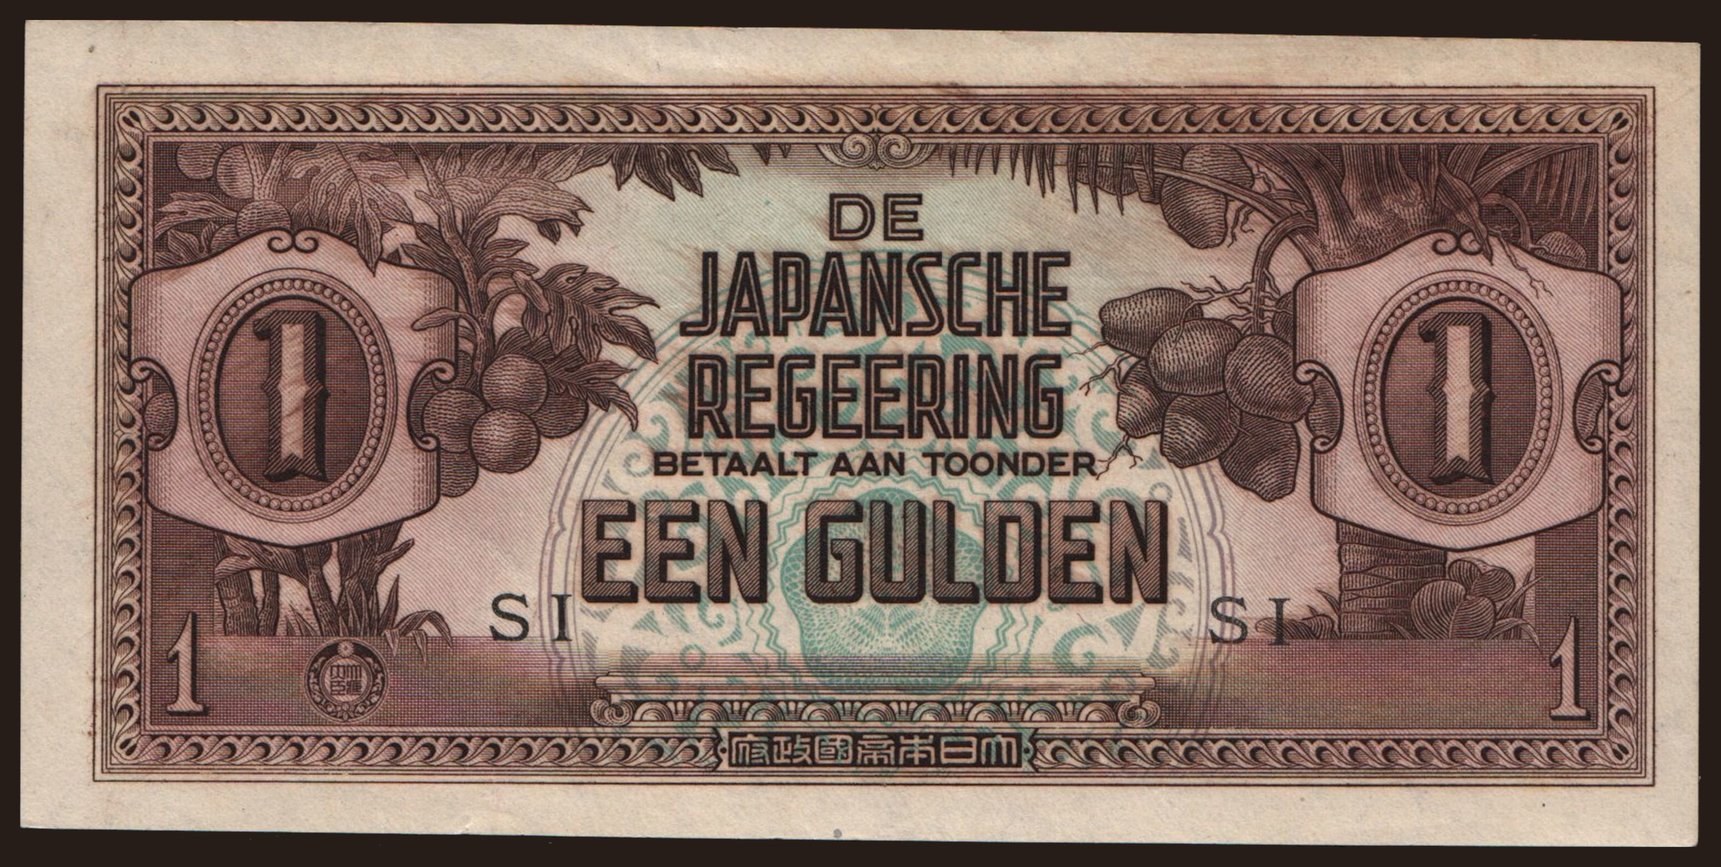 DE
JAPANSCHE
REGEERING
BETAALT AAN TOONDER
EEN GULDEN
1
1
SI
SI
1
1
府政國帝本日大